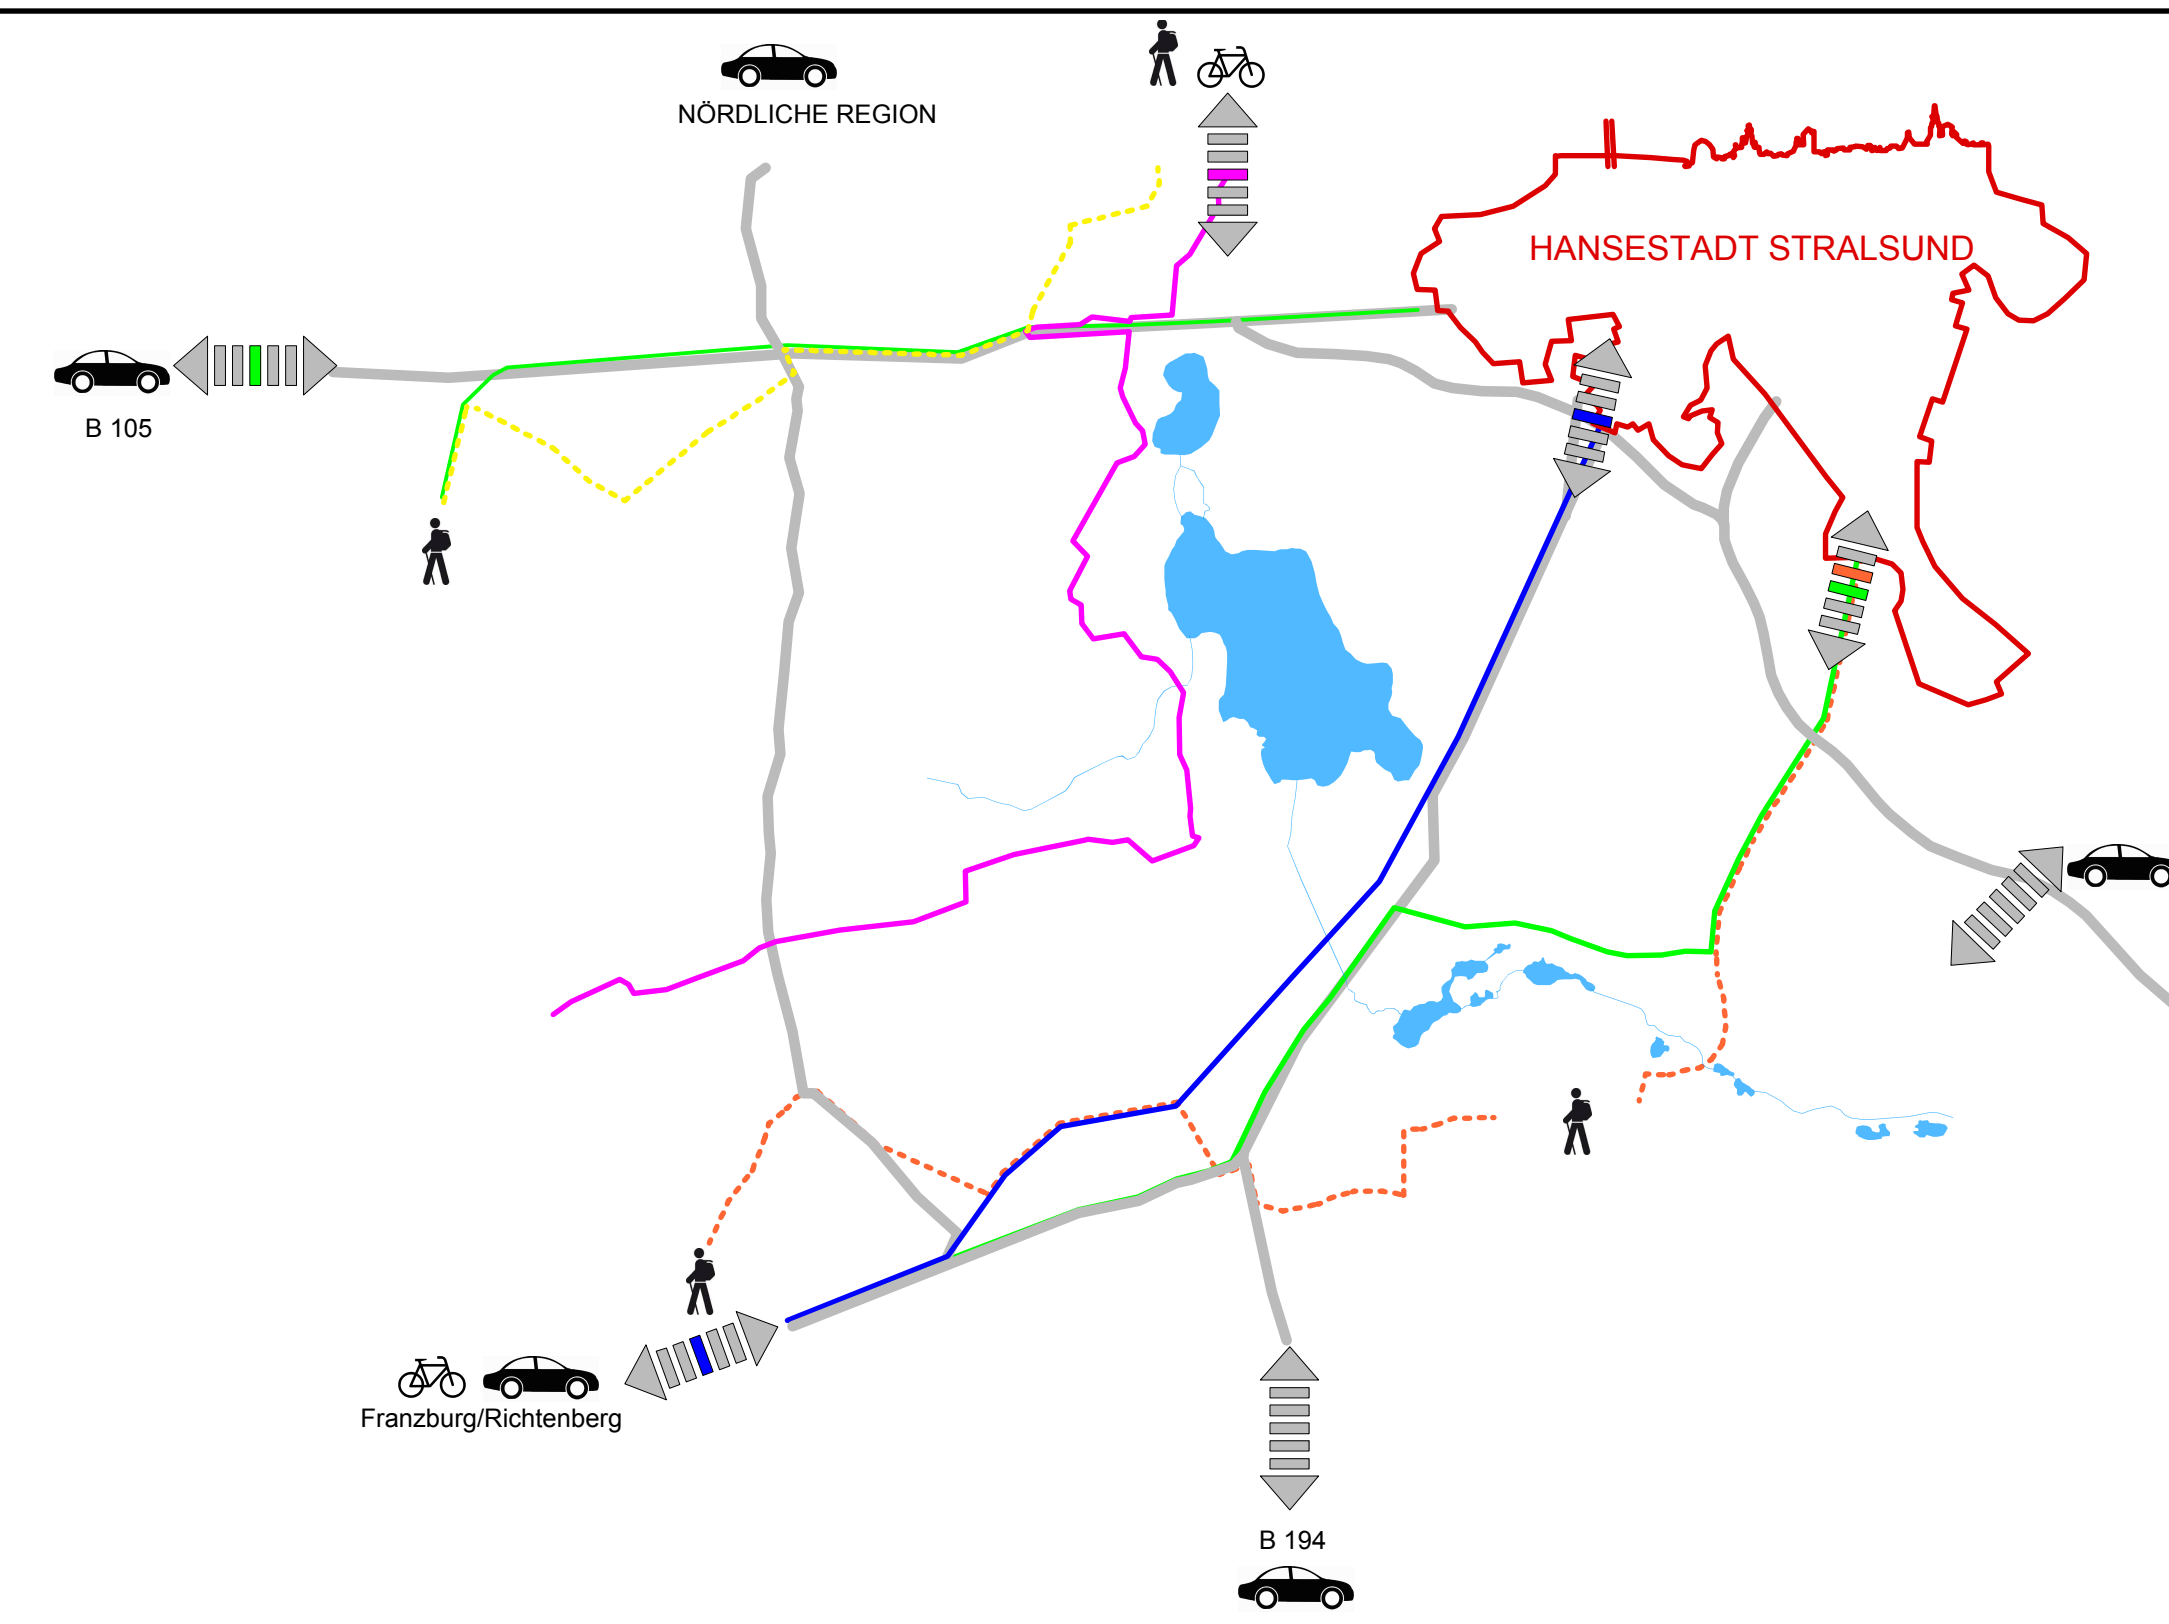 NÖRDLICHE REGION
HANSESTADT STRALSUND
B 105
Franzburg/Richtenberg
B 194